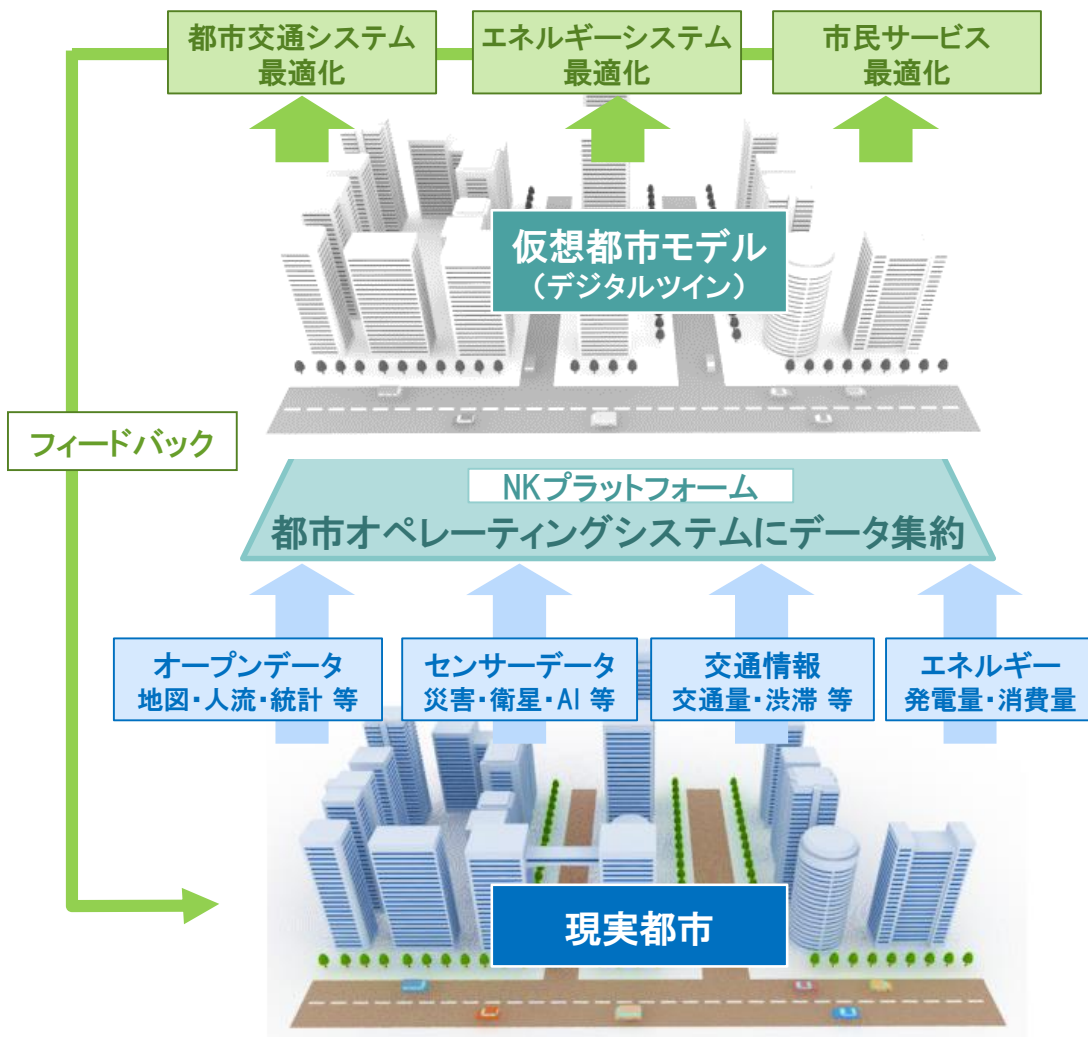 都市交通システム
最適化
エネルギーシステム
最適化
市民サービス
最適化
仮想都市モデル
（デジタルツイン）
フィードバック
NKプラットフォーム
都市オペレーティングシステムにデータ集約
オープンデータ
地図・人流・統計 等
センサーデータ
災害・衛星・AI 等
交通情報
交通量・渋滞 等
エネルギー
発電量・消費量
現実都市